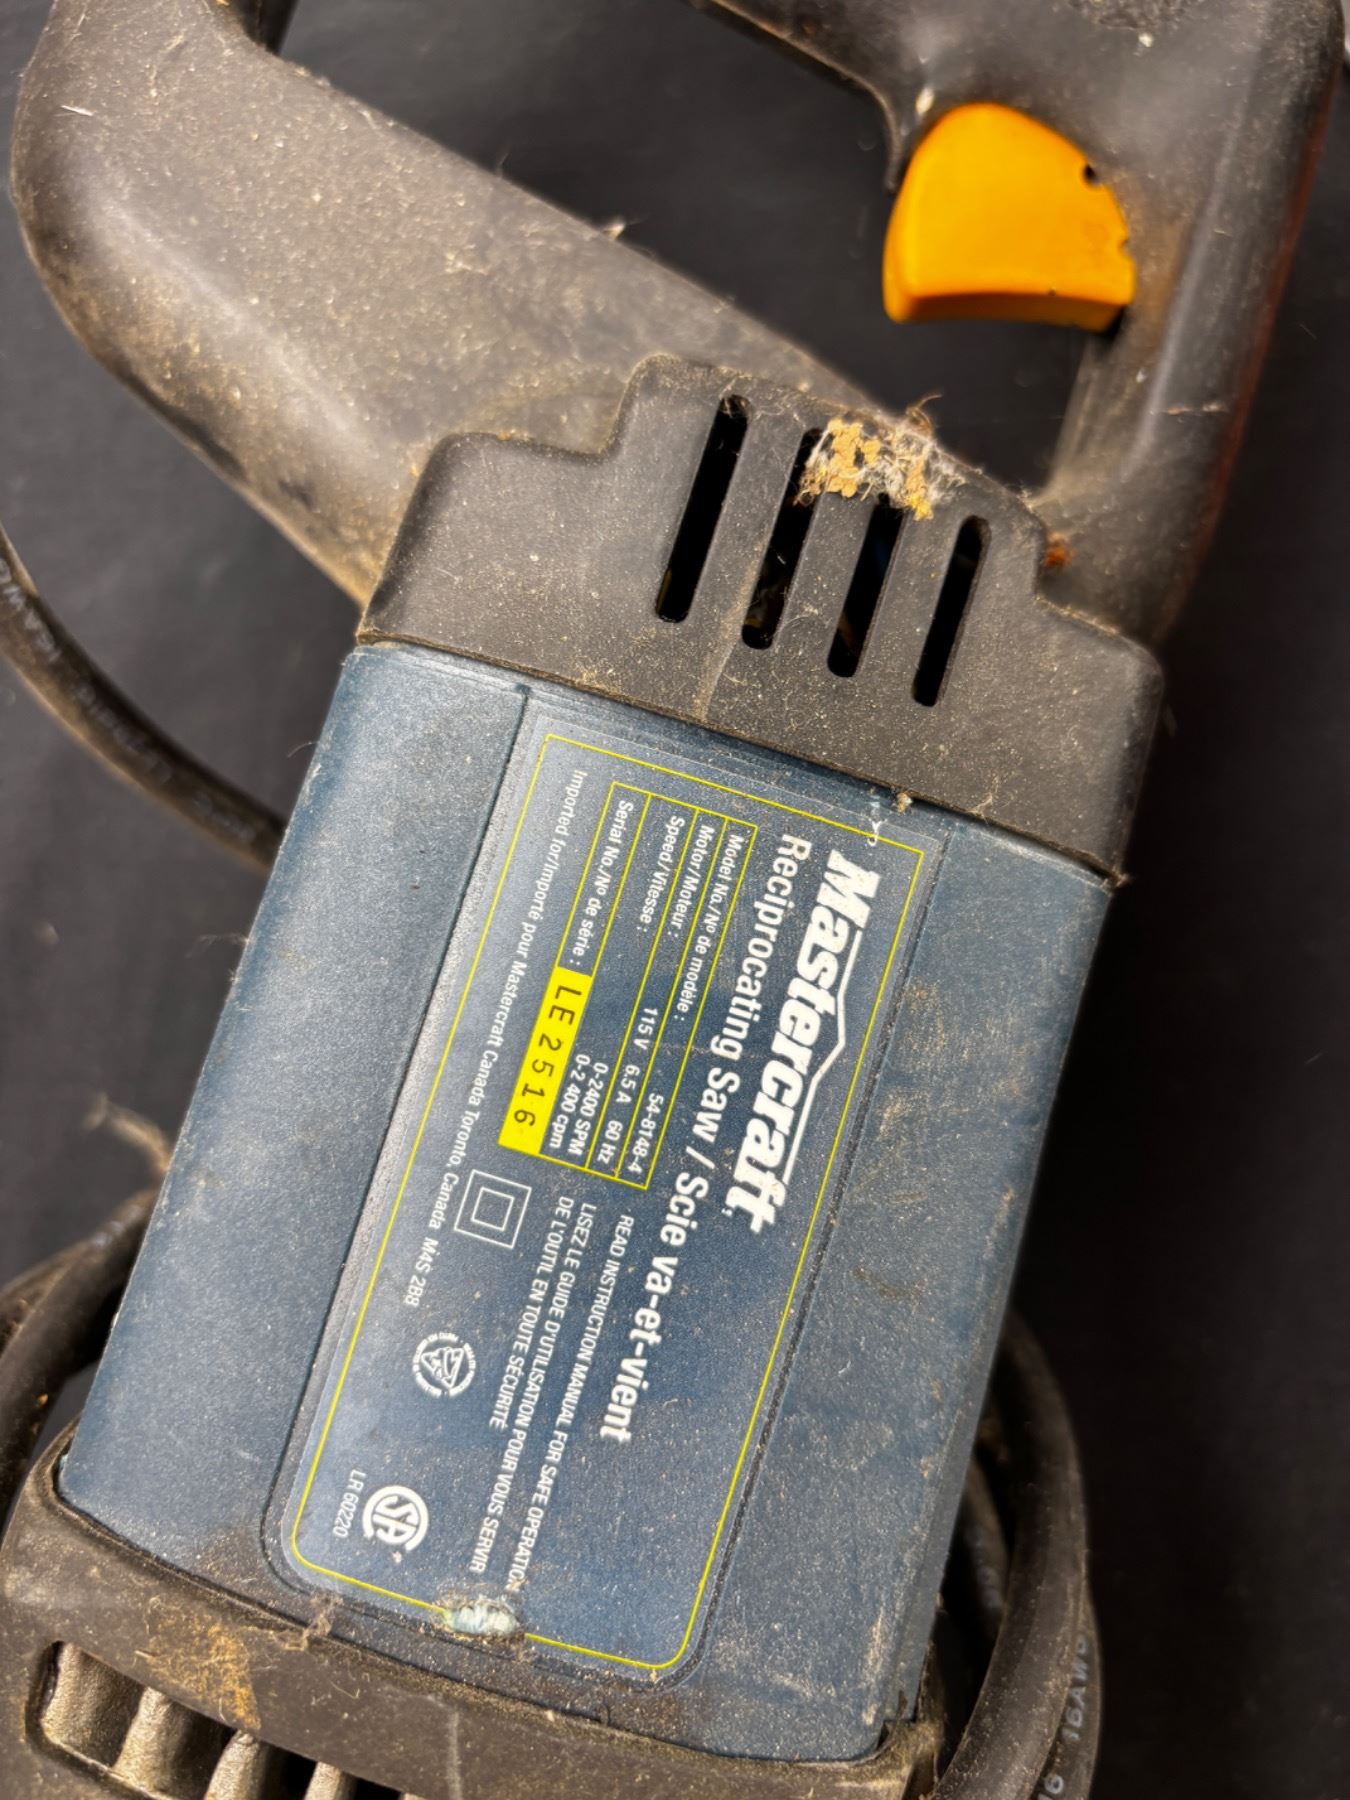 Mastercraft
Reciprocating Saw / Scie va-et-vient
Model No./Nº de modèle : 54-8148-4
Motor/Moteur : 115 V 6.5 A 60 Hz
Speed/Vitesse : 0-2400 SPM
0-2 400 cpm
Serial No./Nº de série : LE 2516
READ INSTRUCTION MANUAL FOR SAFE OPERATION
LISEZ LE GUIDE D'UTILISATION POUR VOUS SERVIR
DE L'OUTIL EN TOUTE SÉCURITÉ
Imported for/Importé pour Mastercraft Canada Toronto, Canada M4S 2B8
LR 6020